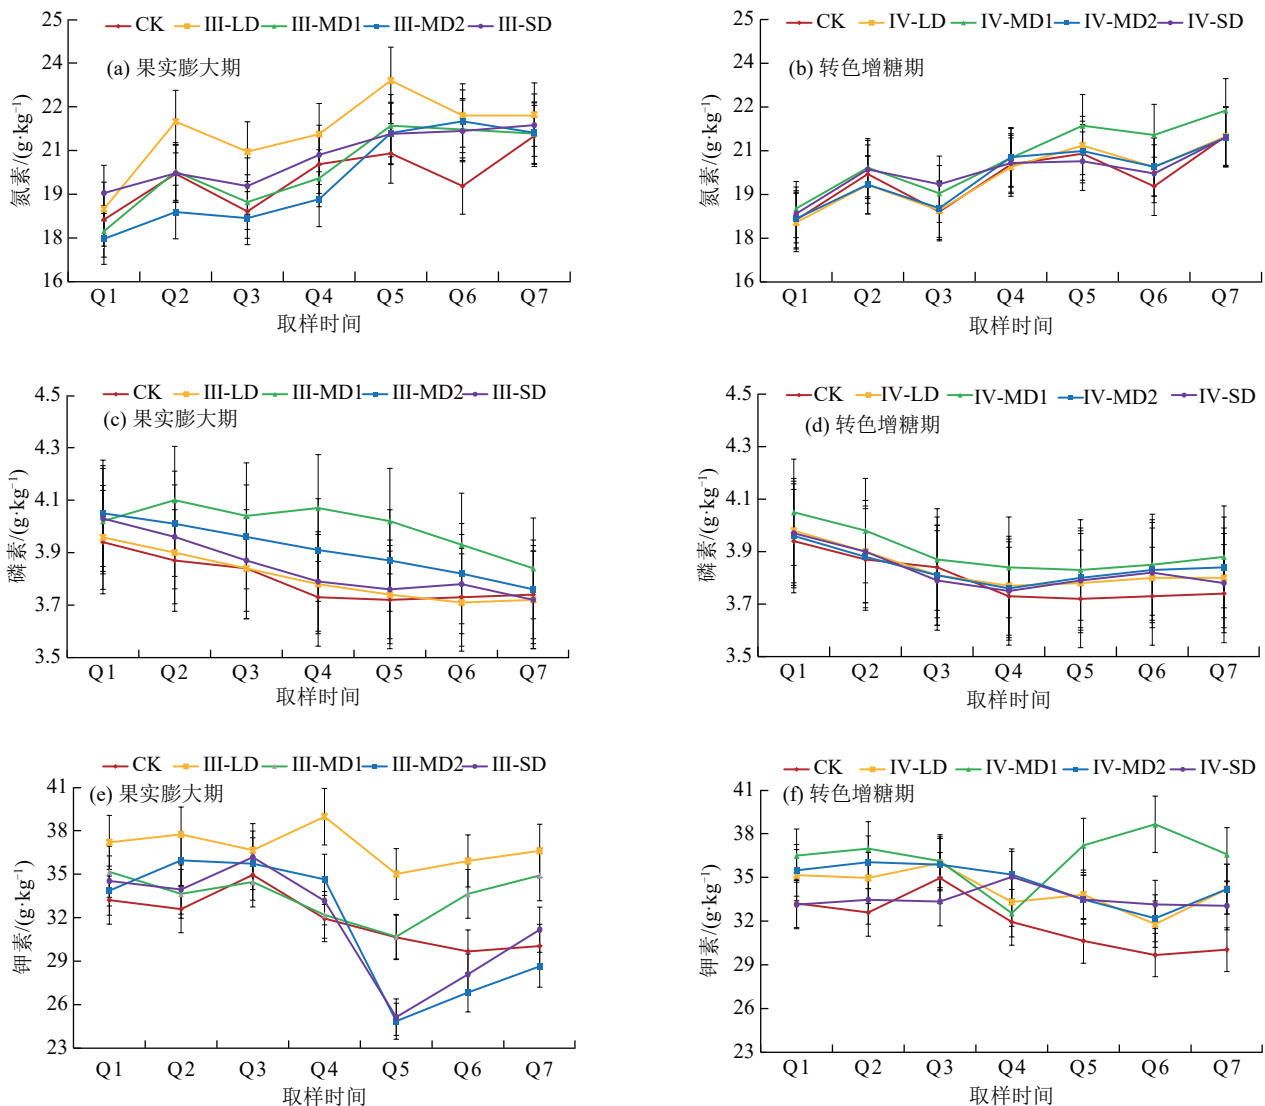 CK III-LD III-MD1 III-MD2 III-SD
(a) 果实膨大期
氮素/(g·kg⁻¹)
25
24
22
21
19
18
16
Q1 Q2 Q3 Q4 Q5 Q6 Q7
取样时间
CK IV-LD IV-MD1 IV-MD2 IV-SD
(b) 转色增糖期
氮素/(g·kg⁻¹)
25
24
22
21
19
18
16
Q1 Q2 Q3 Q4 Q5 Q6 Q7
取样时间
CK III-LD III-MD1 III-MD2 III-SD
(c) 果实膨大期
磷素/(g·kg⁻¹)
4.5
4.3
4.1
3.9
3.7
3.5
Q1 Q2 Q3 Q4 Q5 Q6 Q7
取样时间
CK IV-LD IV-MD1 IV-MD2 IV-SD
(d) 转色增糖期
磷素/(g·kg⁻¹)
4.5
4.3
4.1
3.9
3.7
3.5
Q1 Q2 Q3 Q4 Q5 Q6 Q7
取样时间
CK III-LD III-MD1 III-MD2 III-SD
(e) 果实膨大期
钾素/(g·kg⁻¹)
41
38
35
32
29
26
23
Q1 Q2 Q3 Q4 Q5 Q6 Q7
取样时间
CK IV-LD IV-MD1 IV-MD2 IV-SD
(f) 转色增糖期
钾素/(g·kg⁻¹)
41
38
35
32
29
26
23
Q1 Q2 Q3 Q4 Q5 Q6 Q7
取样时间